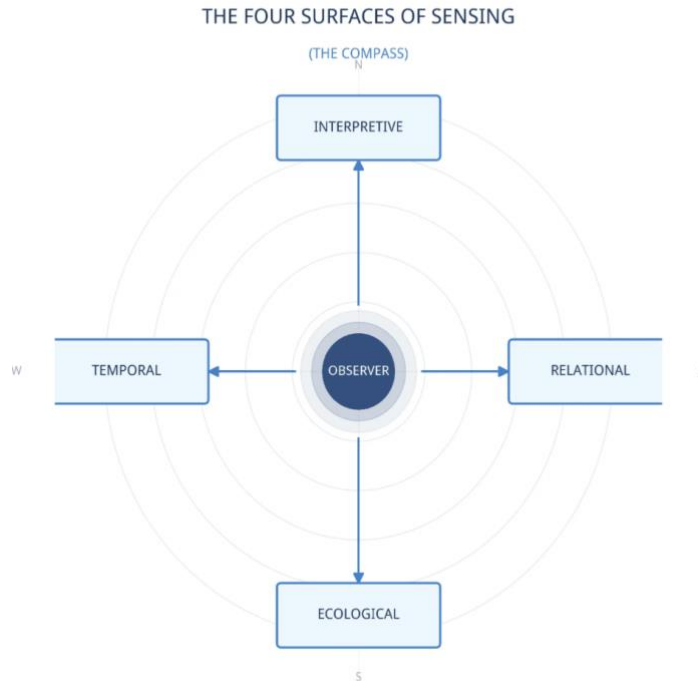 THE FOUR SURFACES OF SENSING
(THE COMPASS)
N
INTERPRETIVE
W
TEMPORAL
OBSERVER
RELATIONAL
ECOLOGICAL
S